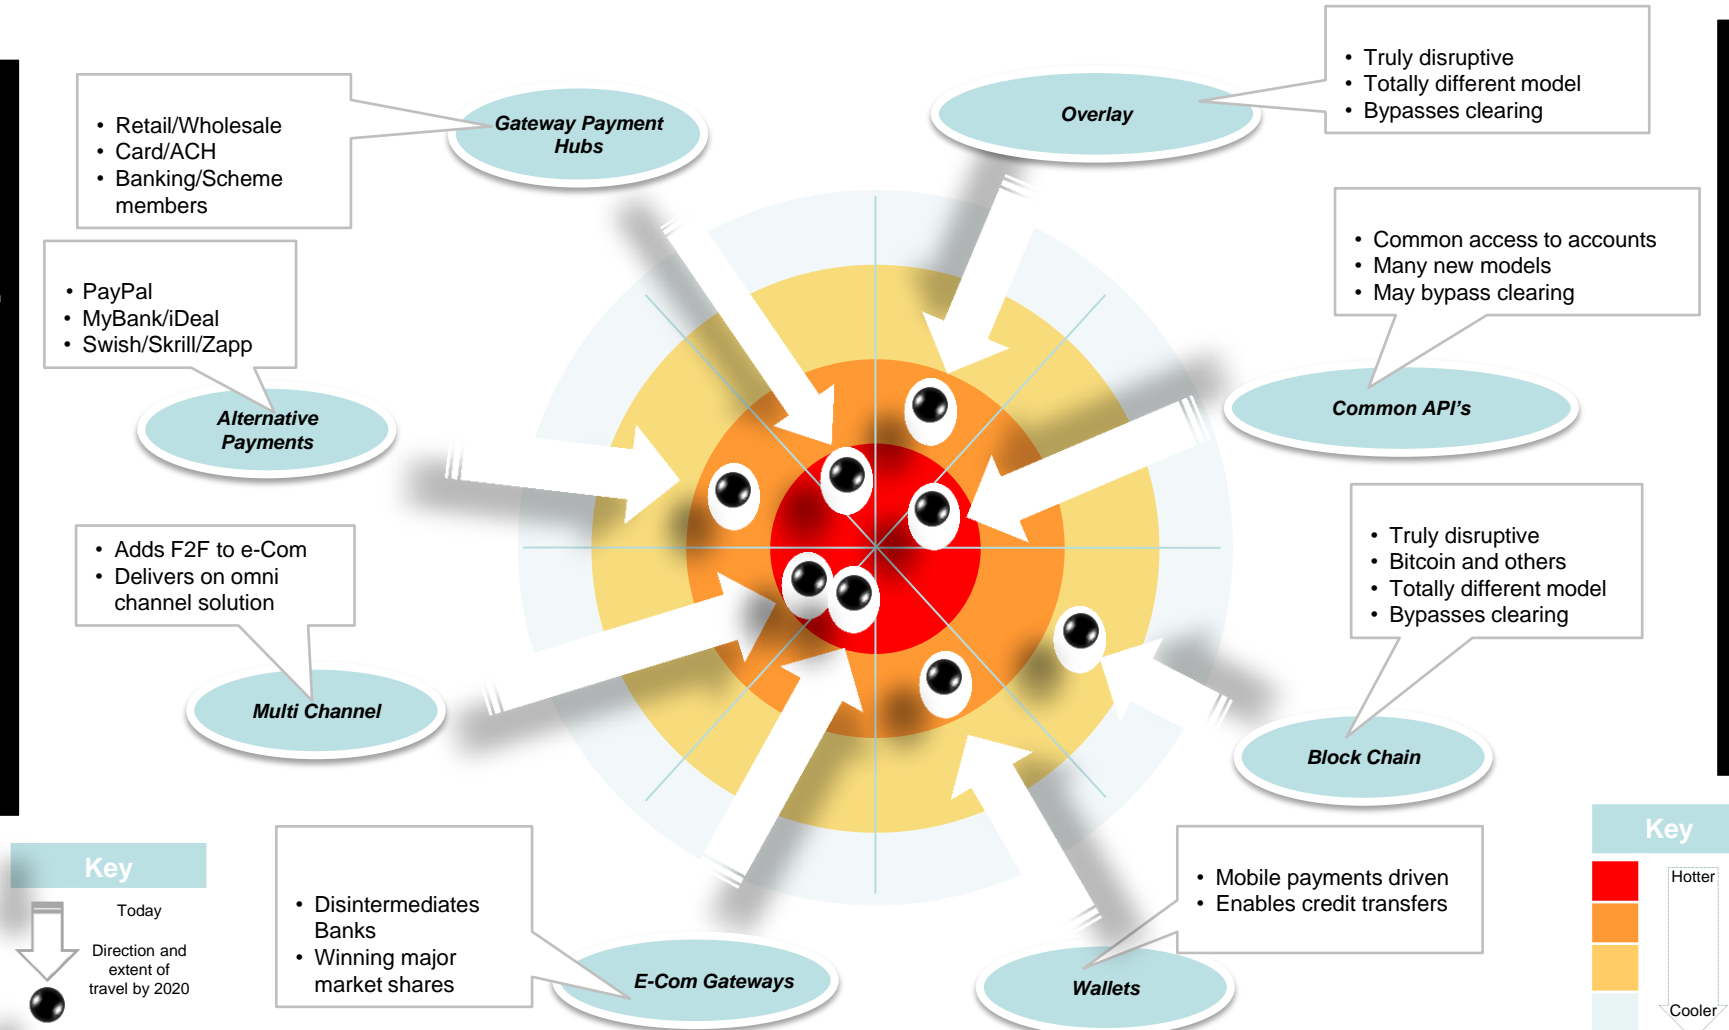 • Retail/Wholesale
• Card/ACH
• Banking/Scheme
members
Gateway Payment
Hubs
Overlay
• Truly disruptive
• Totally different model
• Bypasses clearing
• PayPal
• MyBank/iDeal
• Swish/Skrill/Zapp
Alternative
Payments
• Common access to accounts
• Many new models
• May bypass clearing
Common API's
• Adds F2F to e-Com
• Delivers on omni
channel solution
Multi Channel
• Truly disruptive
• Bitcoin and others
• Totally different model
• Bypasses clearing
Block Chain
Key
Today
Direction and
extent of
travel by 2020
• Disintermediates
Banks
• Winning major
market shares
E-Com Gateways
• Mobile payments driven
• Enables credit transfers
Wallets
Key
Hotter
Cooler